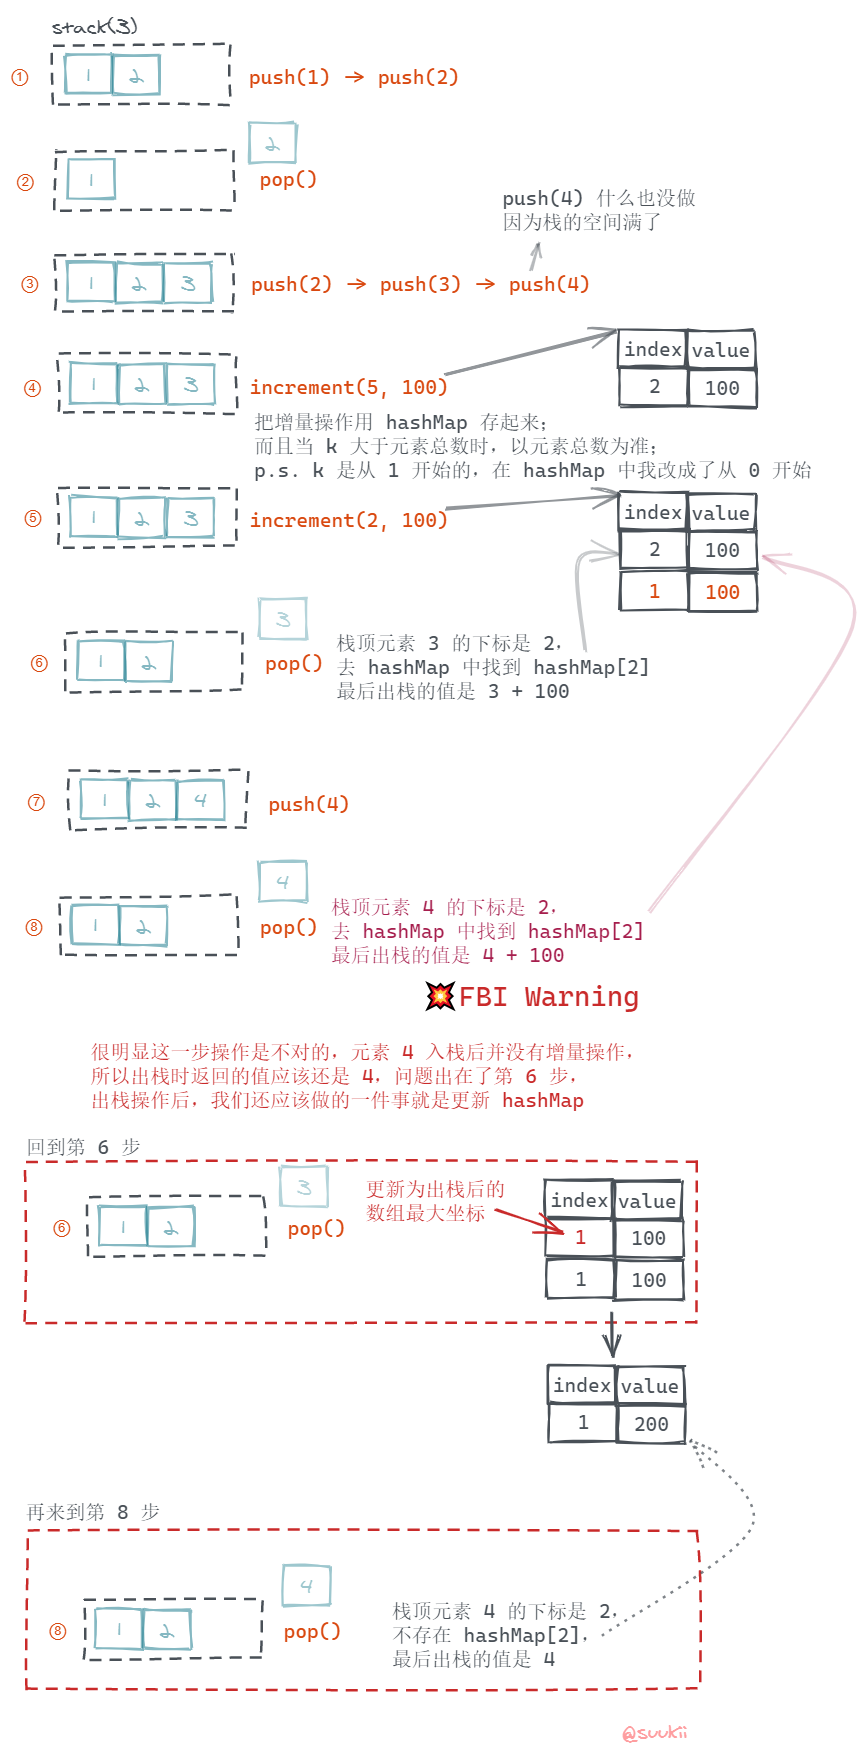 stack(3)
① 1 2 push(1) → push(2)
2
② 1 pop()
push(4) 什么也没做
因为栈的空间满了
③ 1 2 3 push(2) → push(3) → push(4)
index value
④ 1 2 3 increment(5, 100) 2 100
把增量操作用 hashMap 存起来;
而且当 k 大于元素总数时, 以元素总数为准;
p.s. k 是从 1 开始的, 在 hashMap 中我改成了从 0 开始
⑤ 1 2 3 increment(2, 100) index value
2 100
1 100
3
栈顶元素 3 的下标是 2,
⑥ 1 2 pop() 去 hashMap 中找到 hashMap[2]
最后出栈的值是 3 + 100
⑦ 1 2 4 push(4)
4
栈顶元素 4 的下标是 2,
⑧ 1 2 pop() 去 hashMap 中找到 hashMap[2]
最后出栈的值是 4 + 100
💥FBI Warning
很明显这一步操作是不对的, 元素 4 入栈后并没有增量操作,
所以出栈时返回的值应该还是 4, 问题出在了第 6 步,
出栈操作后, 我们还应该做的一件事就是更新 hashMap
回到第 6 步
3
更新为出栈后的
数组最大坐标
index value
⑥ 1 2 pop() 1 100
1 100
index value
1 200
再来到第 8 步
4
栈顶元素 4 的下标是 2,
⑧ 1 2 pop() 不存在 hashMap[2],
最后出栈的值是 4
@suukii